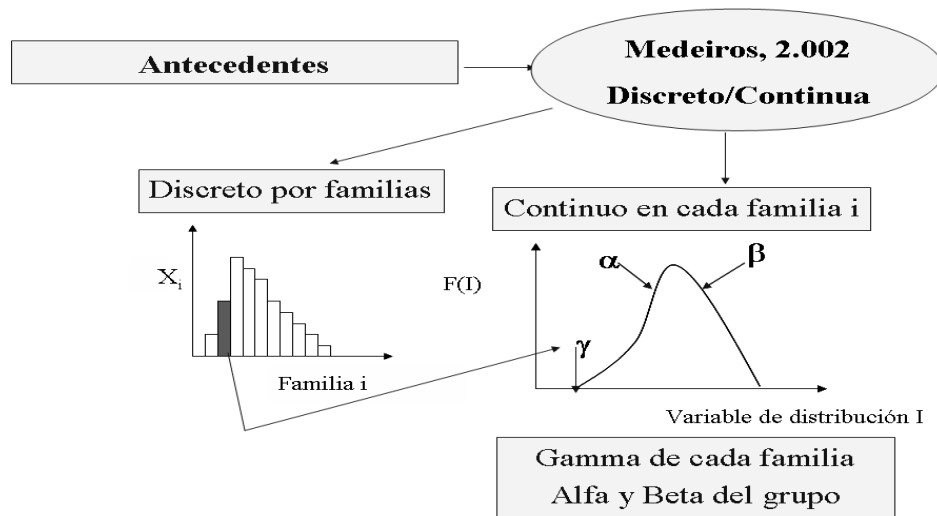 Antecedentes
Medeiros, 2.002
Discreto/Continua
Discreto por familias
Continuo en cada familia i
Xi
Familia i
F(I)
α
β
γ
Variable de distribución I
Gamma de cada familia
Alfa y Beta del grupo